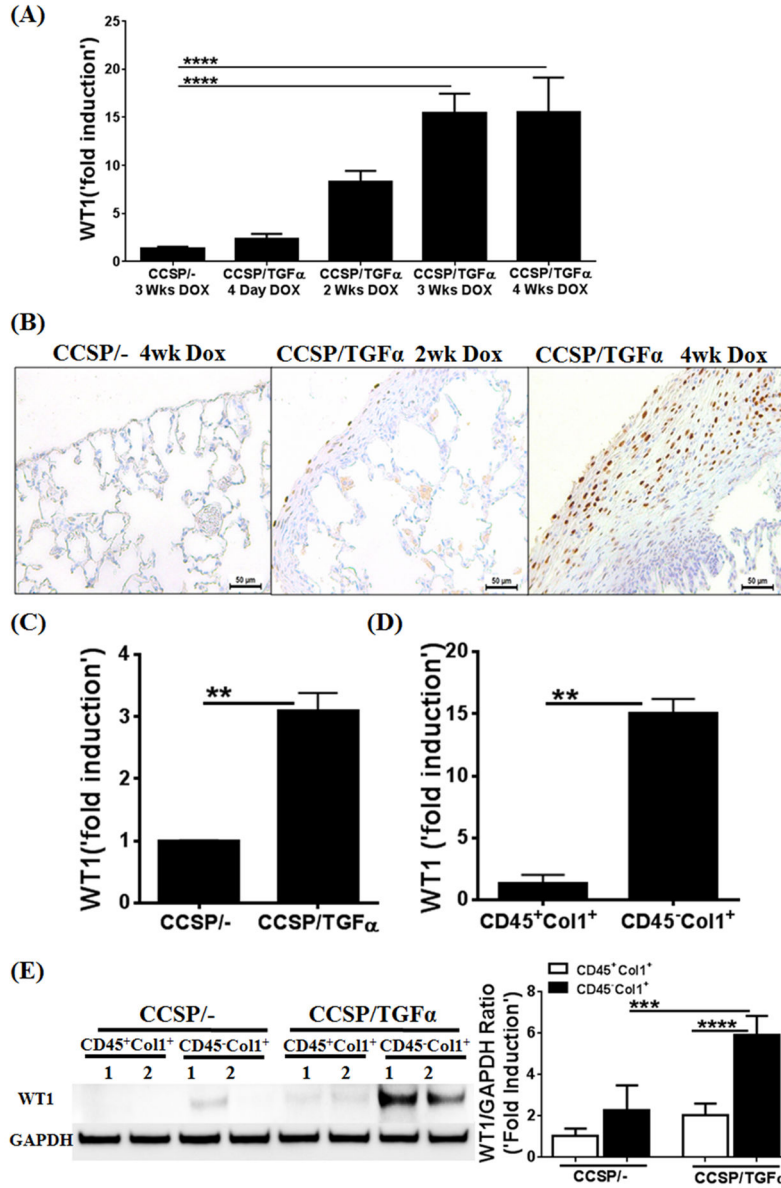 (A)
WT1('fold induction')
25
20
15
10
5
0
****
****
CCSP/-
3 Wks DOX
CCSP/TGFα
4 Day DOX
CCSP/TGFα
2 Wks DOX
CCSP/TGFα
3 Wks DOX
CCSP/TGFα
4 Wks DOX
(B)
CCSP/- 4wk Dox
CCSP/TGFα 2wk Dox
CCSP/TGFα 4wk Dox
50 µm
50 µm
50 µm
(C)
WT1('fold induction')
4
3
2
1
0
**
CCSP/-
CCSP/TGFα
(D)
WT1 ('fold induction')
20
15
10
5
0
**
CD45⁺Col1⁺
CD45⁻Col1⁺
(E)
CCSP/-
CCSP/TGFα
CD45⁺Col1⁺
CD45⁻Col1⁺
CD45⁺Col1⁺
CD45⁻Col1⁺
1 2 1 2 1 2 1 2
WT1
GAPDH
CD45⁺Col1⁺
CD45⁻Col1⁺
WT1/GAPDH Ratio
('Fold Induction')
8
6
4
2
0
***
****
CCSP/-
CCSP/TGFα